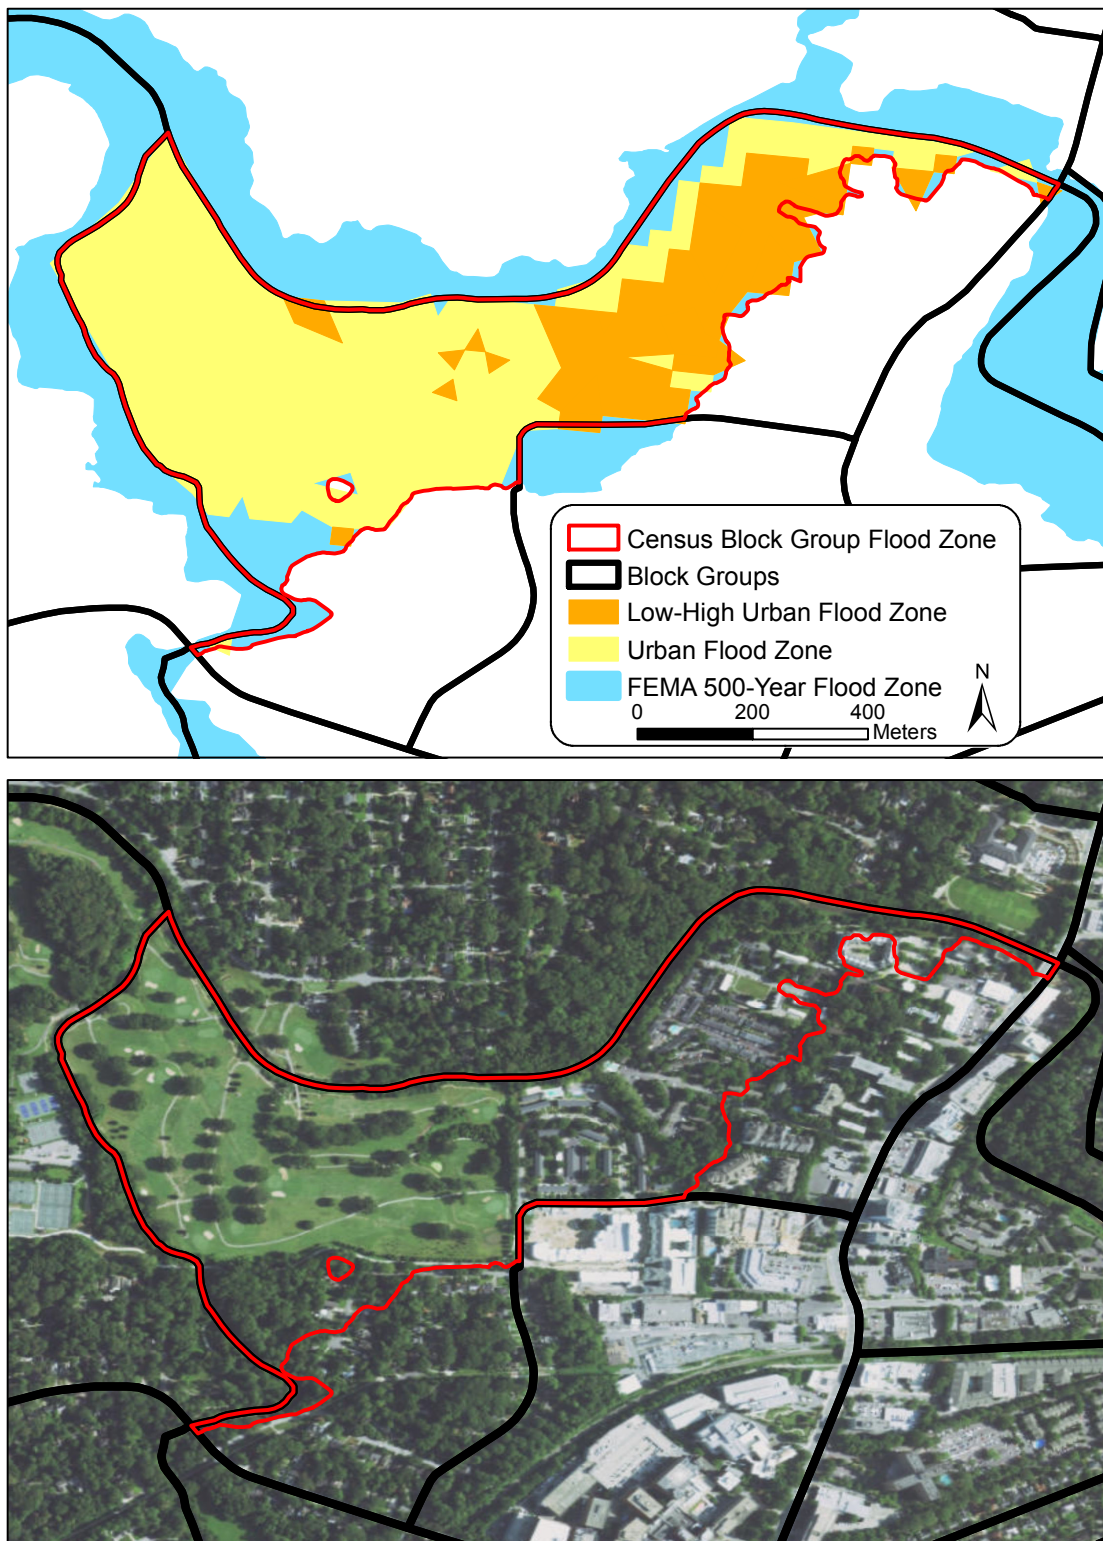 Census Block Group Flood Zone
Block Groups
Low-High Urban Flood Zone
Urban Flood Zone
FEMA 500-Year Flood Zone
N
0 200 400
Meters